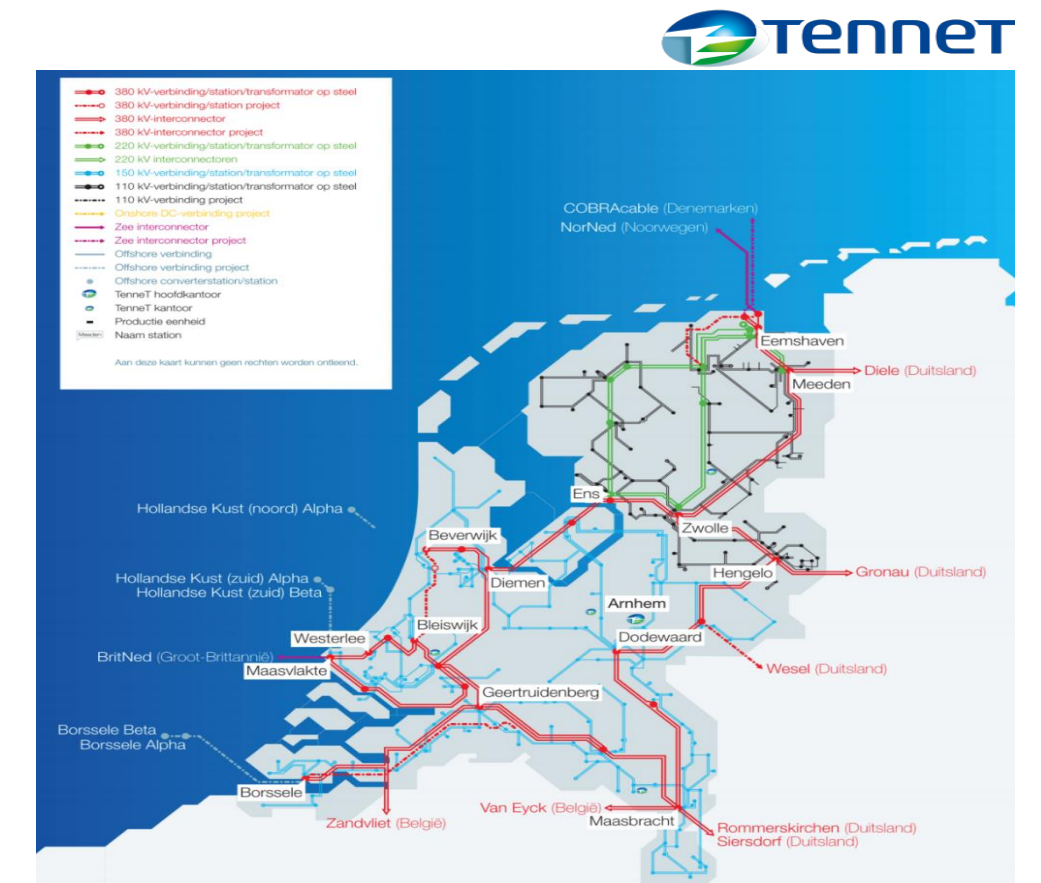 Tennet
380 kV-verbinding/station/transformator op steel
380 kV-verbinding/station project
380 kV-interconnector
380 kV-interconnector project
220 kV-verbinding/station/transformator op steel
220 kV interconnectoren
150 kV-verbinding/station/transformator op steel
110 kV-verbinding/station/transformator op steel
110 kV-verbinding project
Onshore DC-verbinding project
Zee interconnector
Zee interconnector project
Offshore verbinding
Offshore verbinding project
Offshore converterstation/station
TenneT hoofdkantoor
TenneT kantoor
Productie eenheid
Meeden Naam station
Aan deze kaart kunnen geen rechten worden ontleend.
COBRAcable (Denemarken)
NorNed (Noorwegen)
Eemshaven
Diele (Duitsland)
Meeden
Ens
Hollandse Kust (noord) Alpha
Zwolle
Beverwijk
Hengelo
Gronau (Duitsland)
Diemen
Hollandse Kust (zuid) Alpha
Hollandse Kust (zuid) Beta
Arnhem
Bleiswijk
Westerlee
Dodewaard
BritNed (Groot-Brittannië)
Maasvlakte
Wesel (Duitsland)
Geertruidenberg
Borssele Beta
Borssele Alpha
Borssele
Van Eyck (België)
Maasbracht
Zandvliet (België)
Rommerskirchen (Duitsland)
Siersdorf (Duitsland)